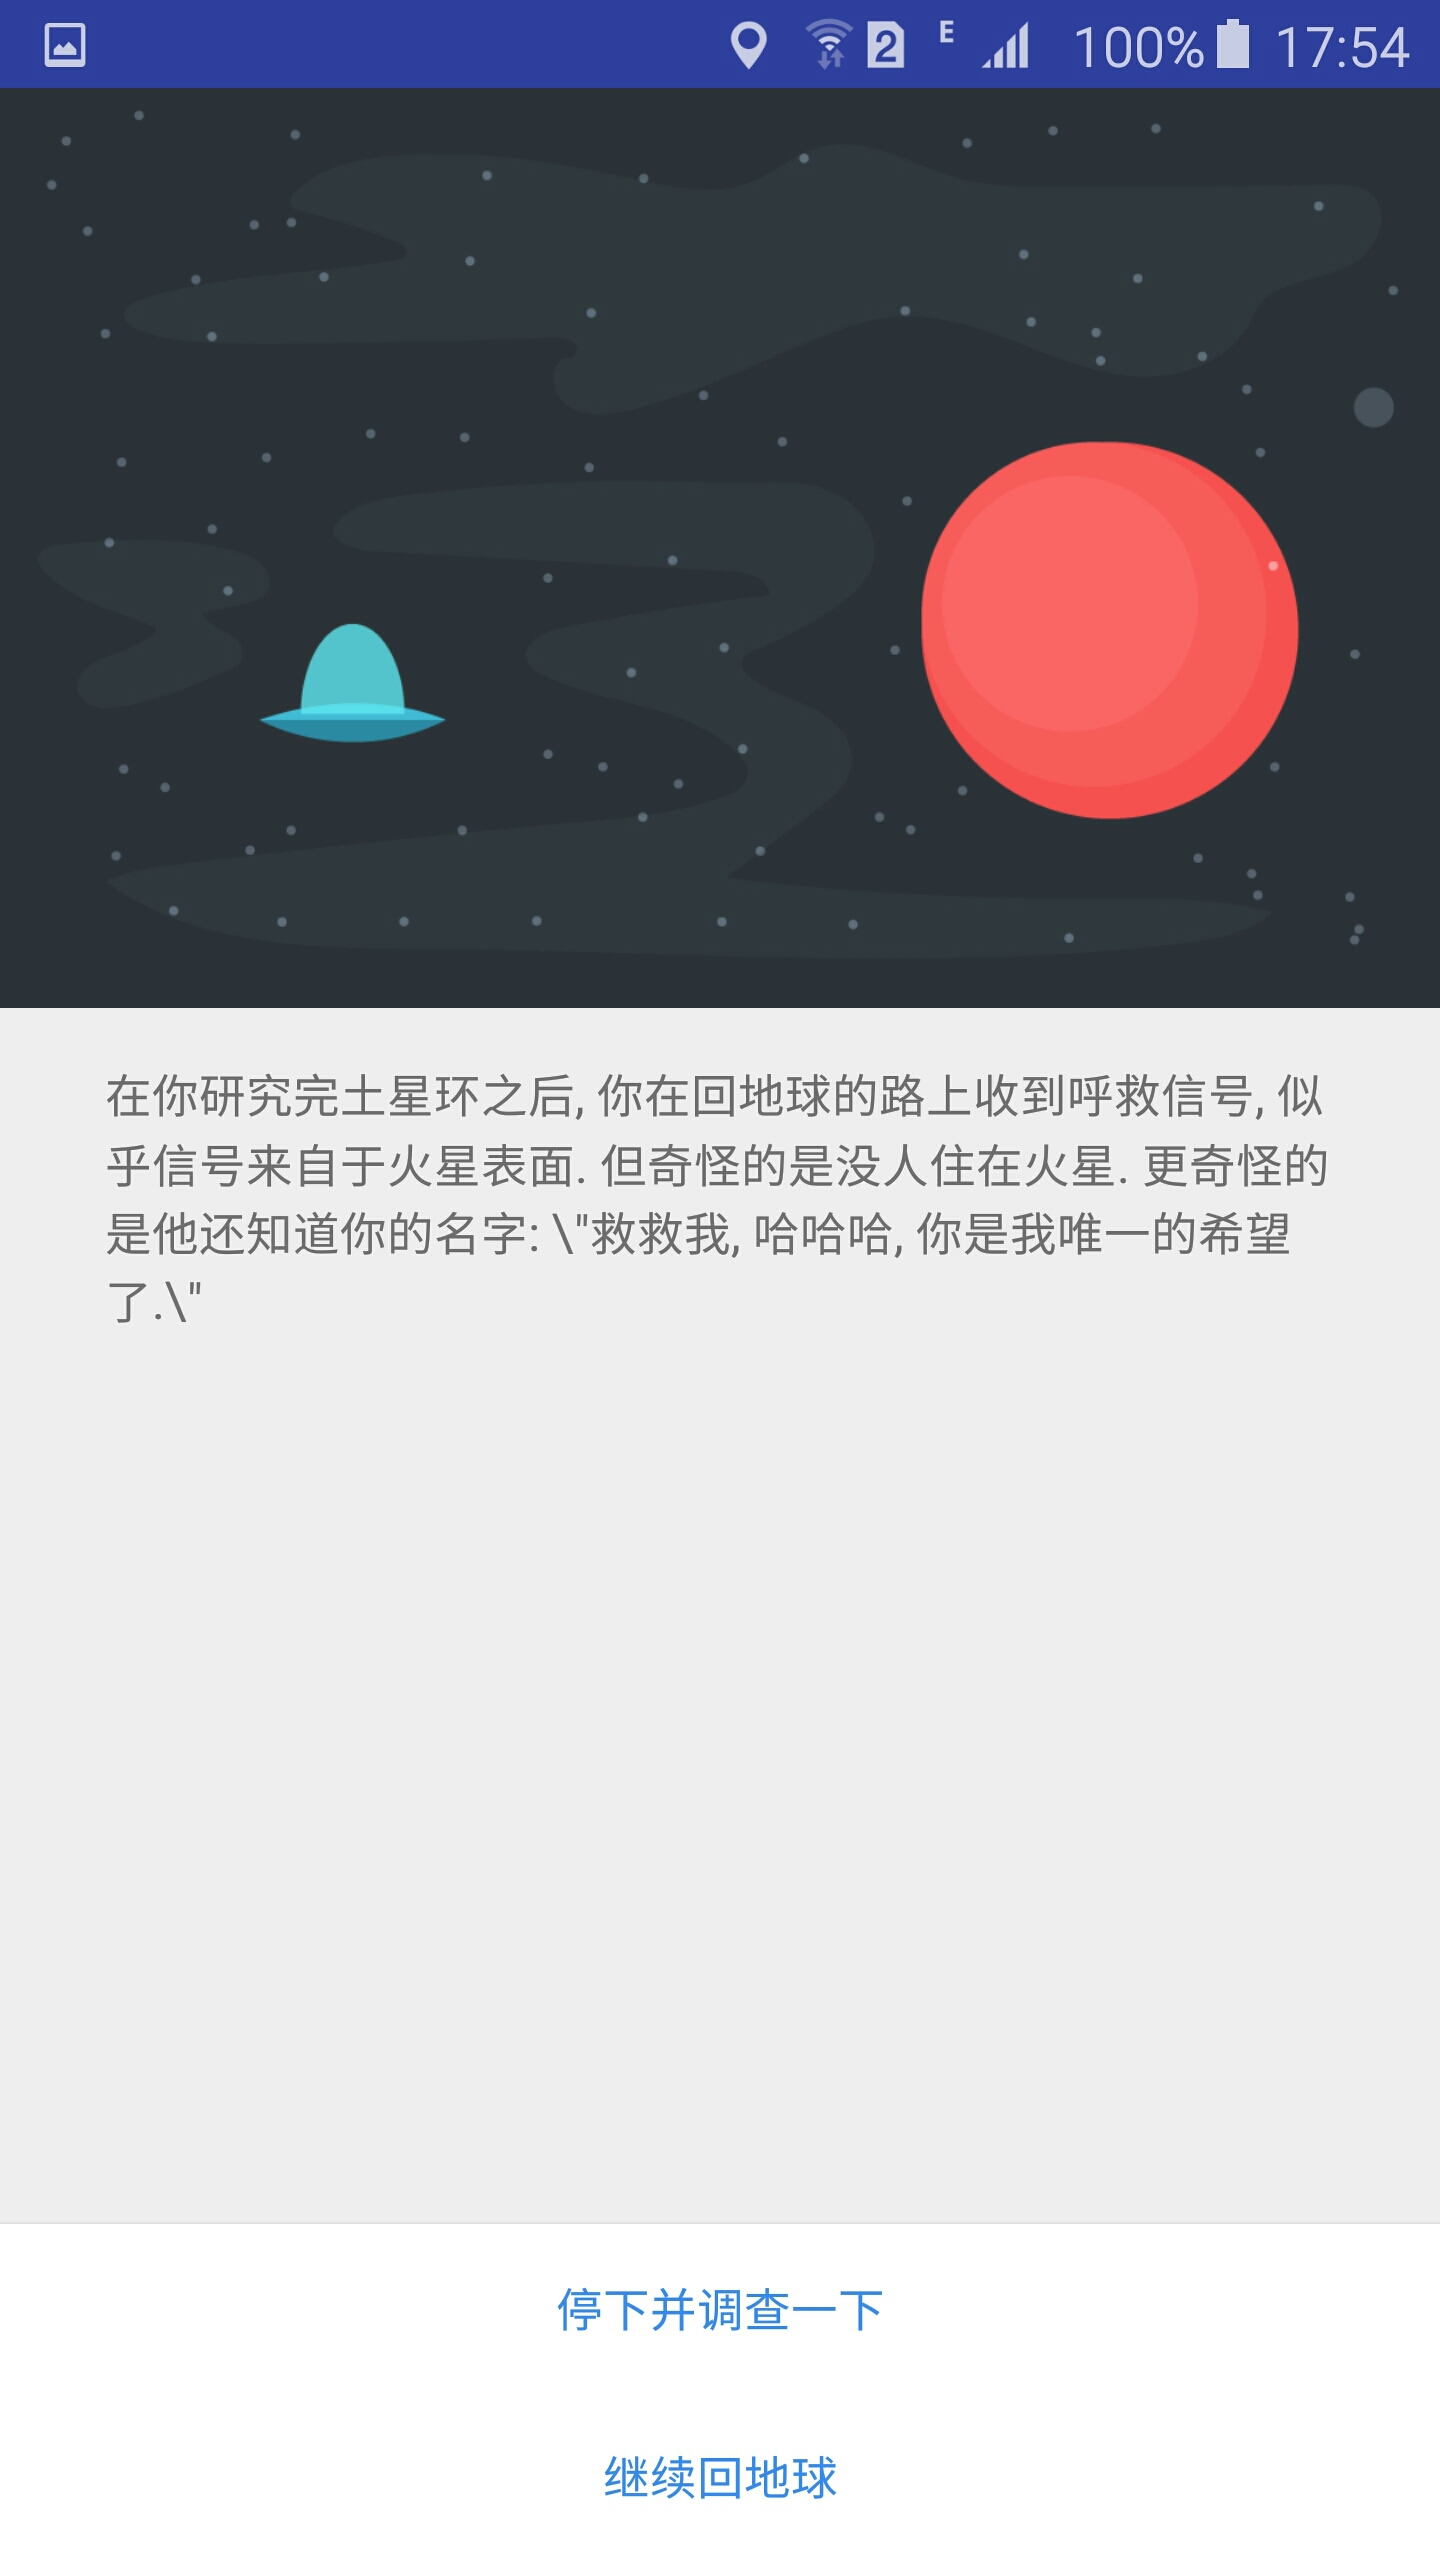 2 E 100% 17:54
在你研究完土星环之后, 你在回地球的路上收到呼救信号, 似
乎信号来自于火星表面. 但奇怪的是没人住在火星. 更奇怪的
是他还知道你的名字: \"救救我, 哈哈哈, 你是我唯一的希望
了.\"
停下并调查一下
继续回地球